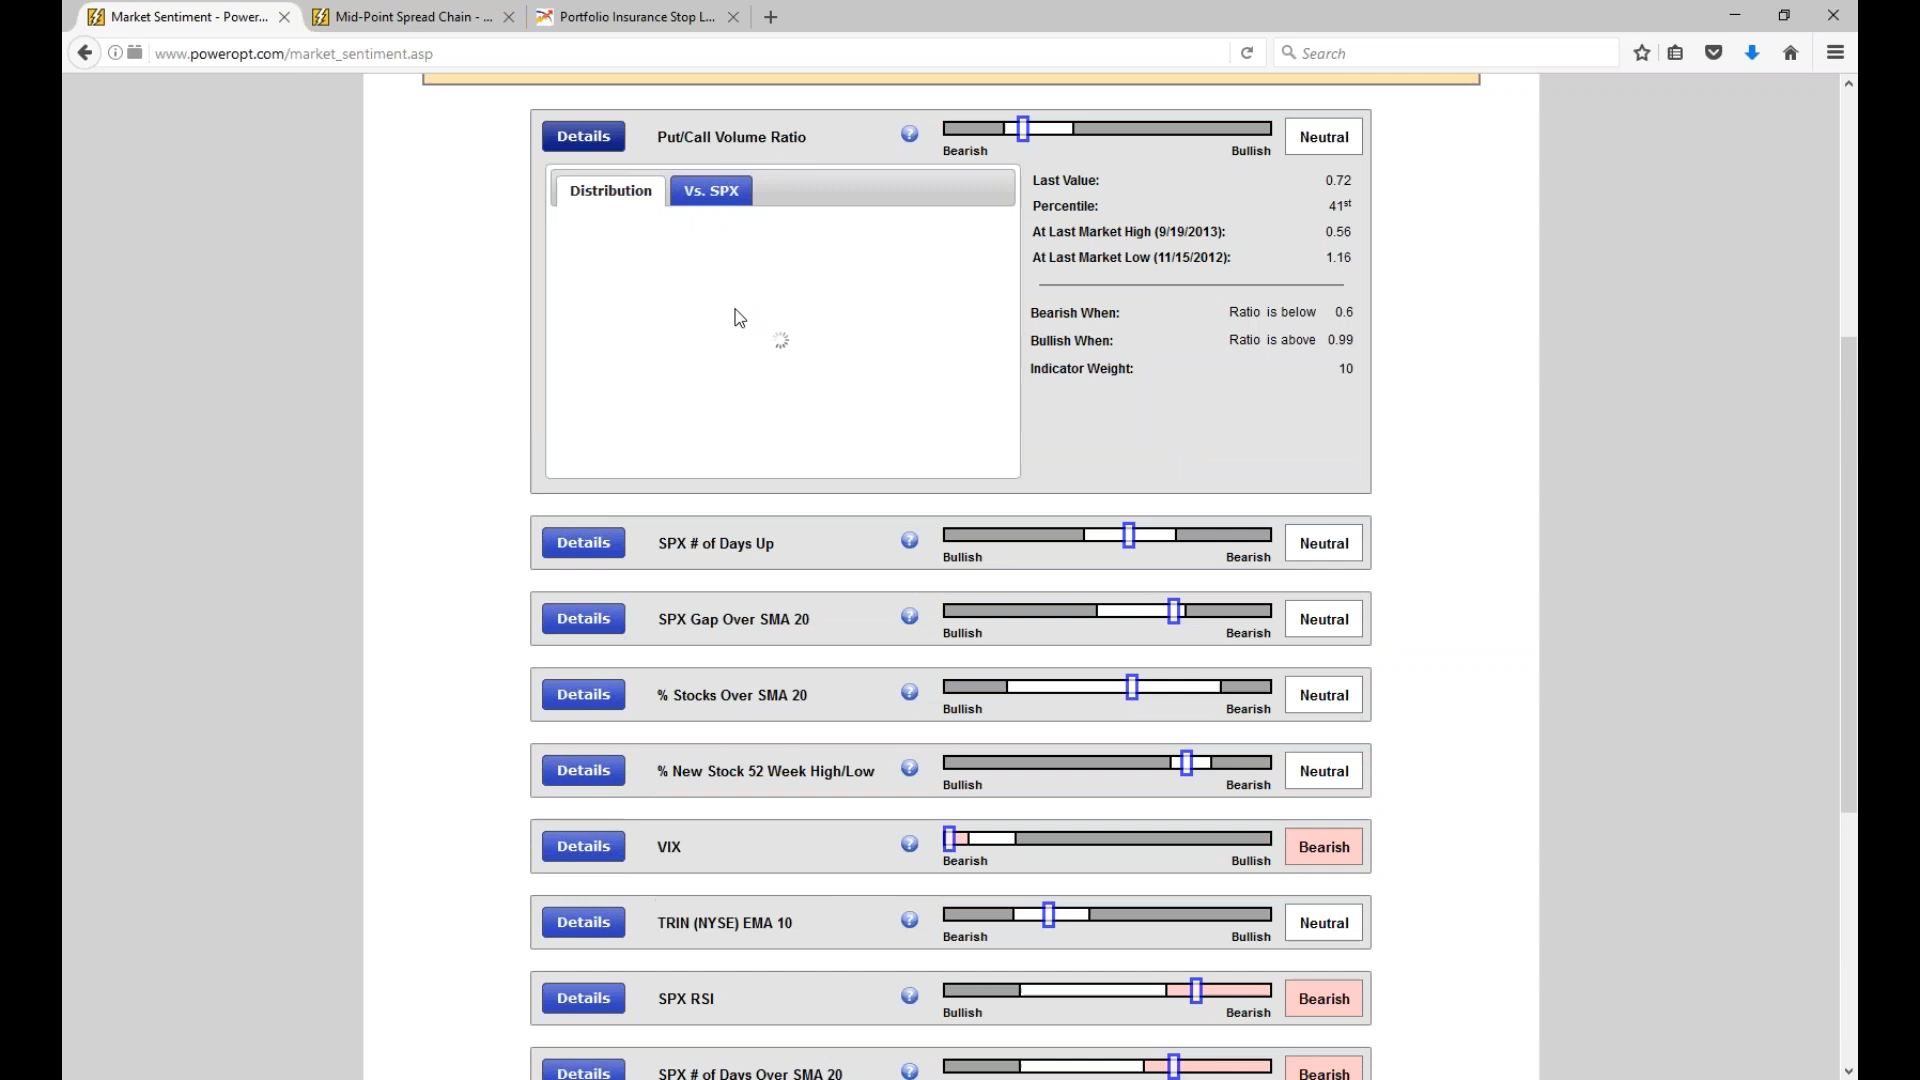 Market Sentiment - Power...
Mid-Point Spread Chain - ...
Portfolio Insurance Stop L...
www.poweropt.com/market_sentiment.asp
Search
Details
Put/Call Volume Ratio
Bearish
Bullish
Neutral
Distribution
Vs. SPX
Last Value: 0.72
Percentile: 41st
At Last Market High (9/19/2013): 0.56
At Last Market Low (11/15/2012): 1.16
Bearish When: Ratio is below 0.6
Bullish When: Ratio is above 0.99
Indicator Weight: 10
Details
SPX # of Days Up
Bullish
Bearish
Neutral
Details
SPX Gap Over SMA 20
Bullish
Bearish
Neutral
Details
% Stocks Over SMA 20
Bullish
Bearish
Neutral
Details
% New Stock 52 Week High/Low
Bullish
Bearish
Neutral
Details
VIX
Bearish
Bullish
Bearish
Details
TRIN (NYSE) EMA 10
Bearish
Bullish
Neutral
Details
SPX RSI
Bullish
Bearish
Bearish
Details
SPX # of Days Over SMA 20
Bearish